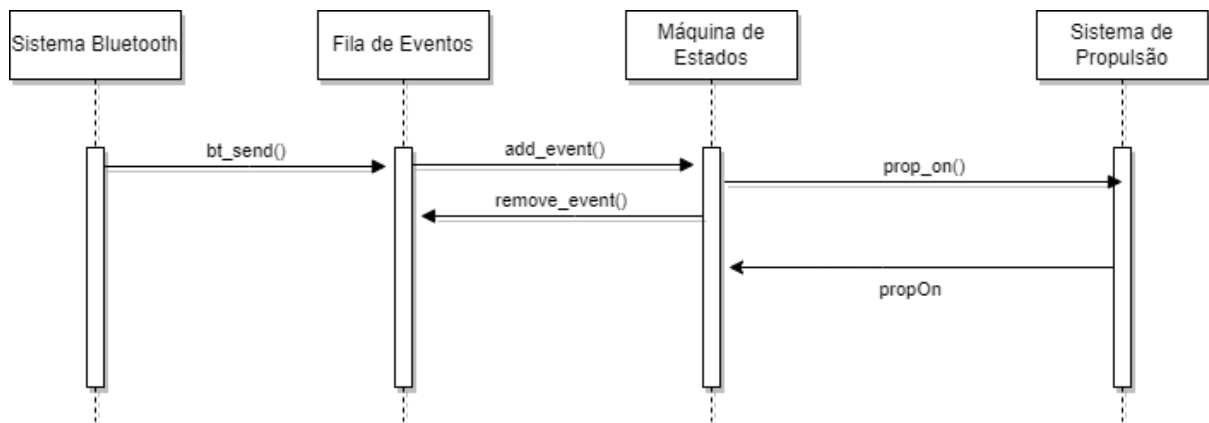 Sistema Bluetooth
Fila de Eventos
Máquina de
Estados
Sistema de
Propulsão
bt_send()
add_event()
prop_on()
remove_event()
propOn